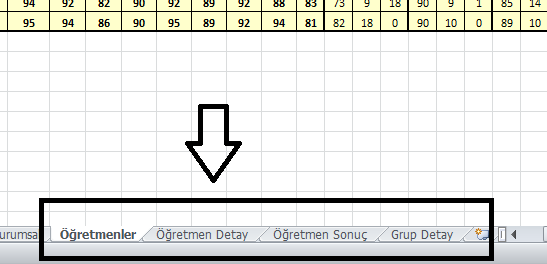 94 92 82 90 92 92 94 88 83 73 9 18 90 9 1 85 14
95 94 86 90 95 89 92 94 81 82 18 0 90 10 0 89 10
urumsal Öğretmenler Öğretmen Detay Öğretmen Sonuç Grup Detay